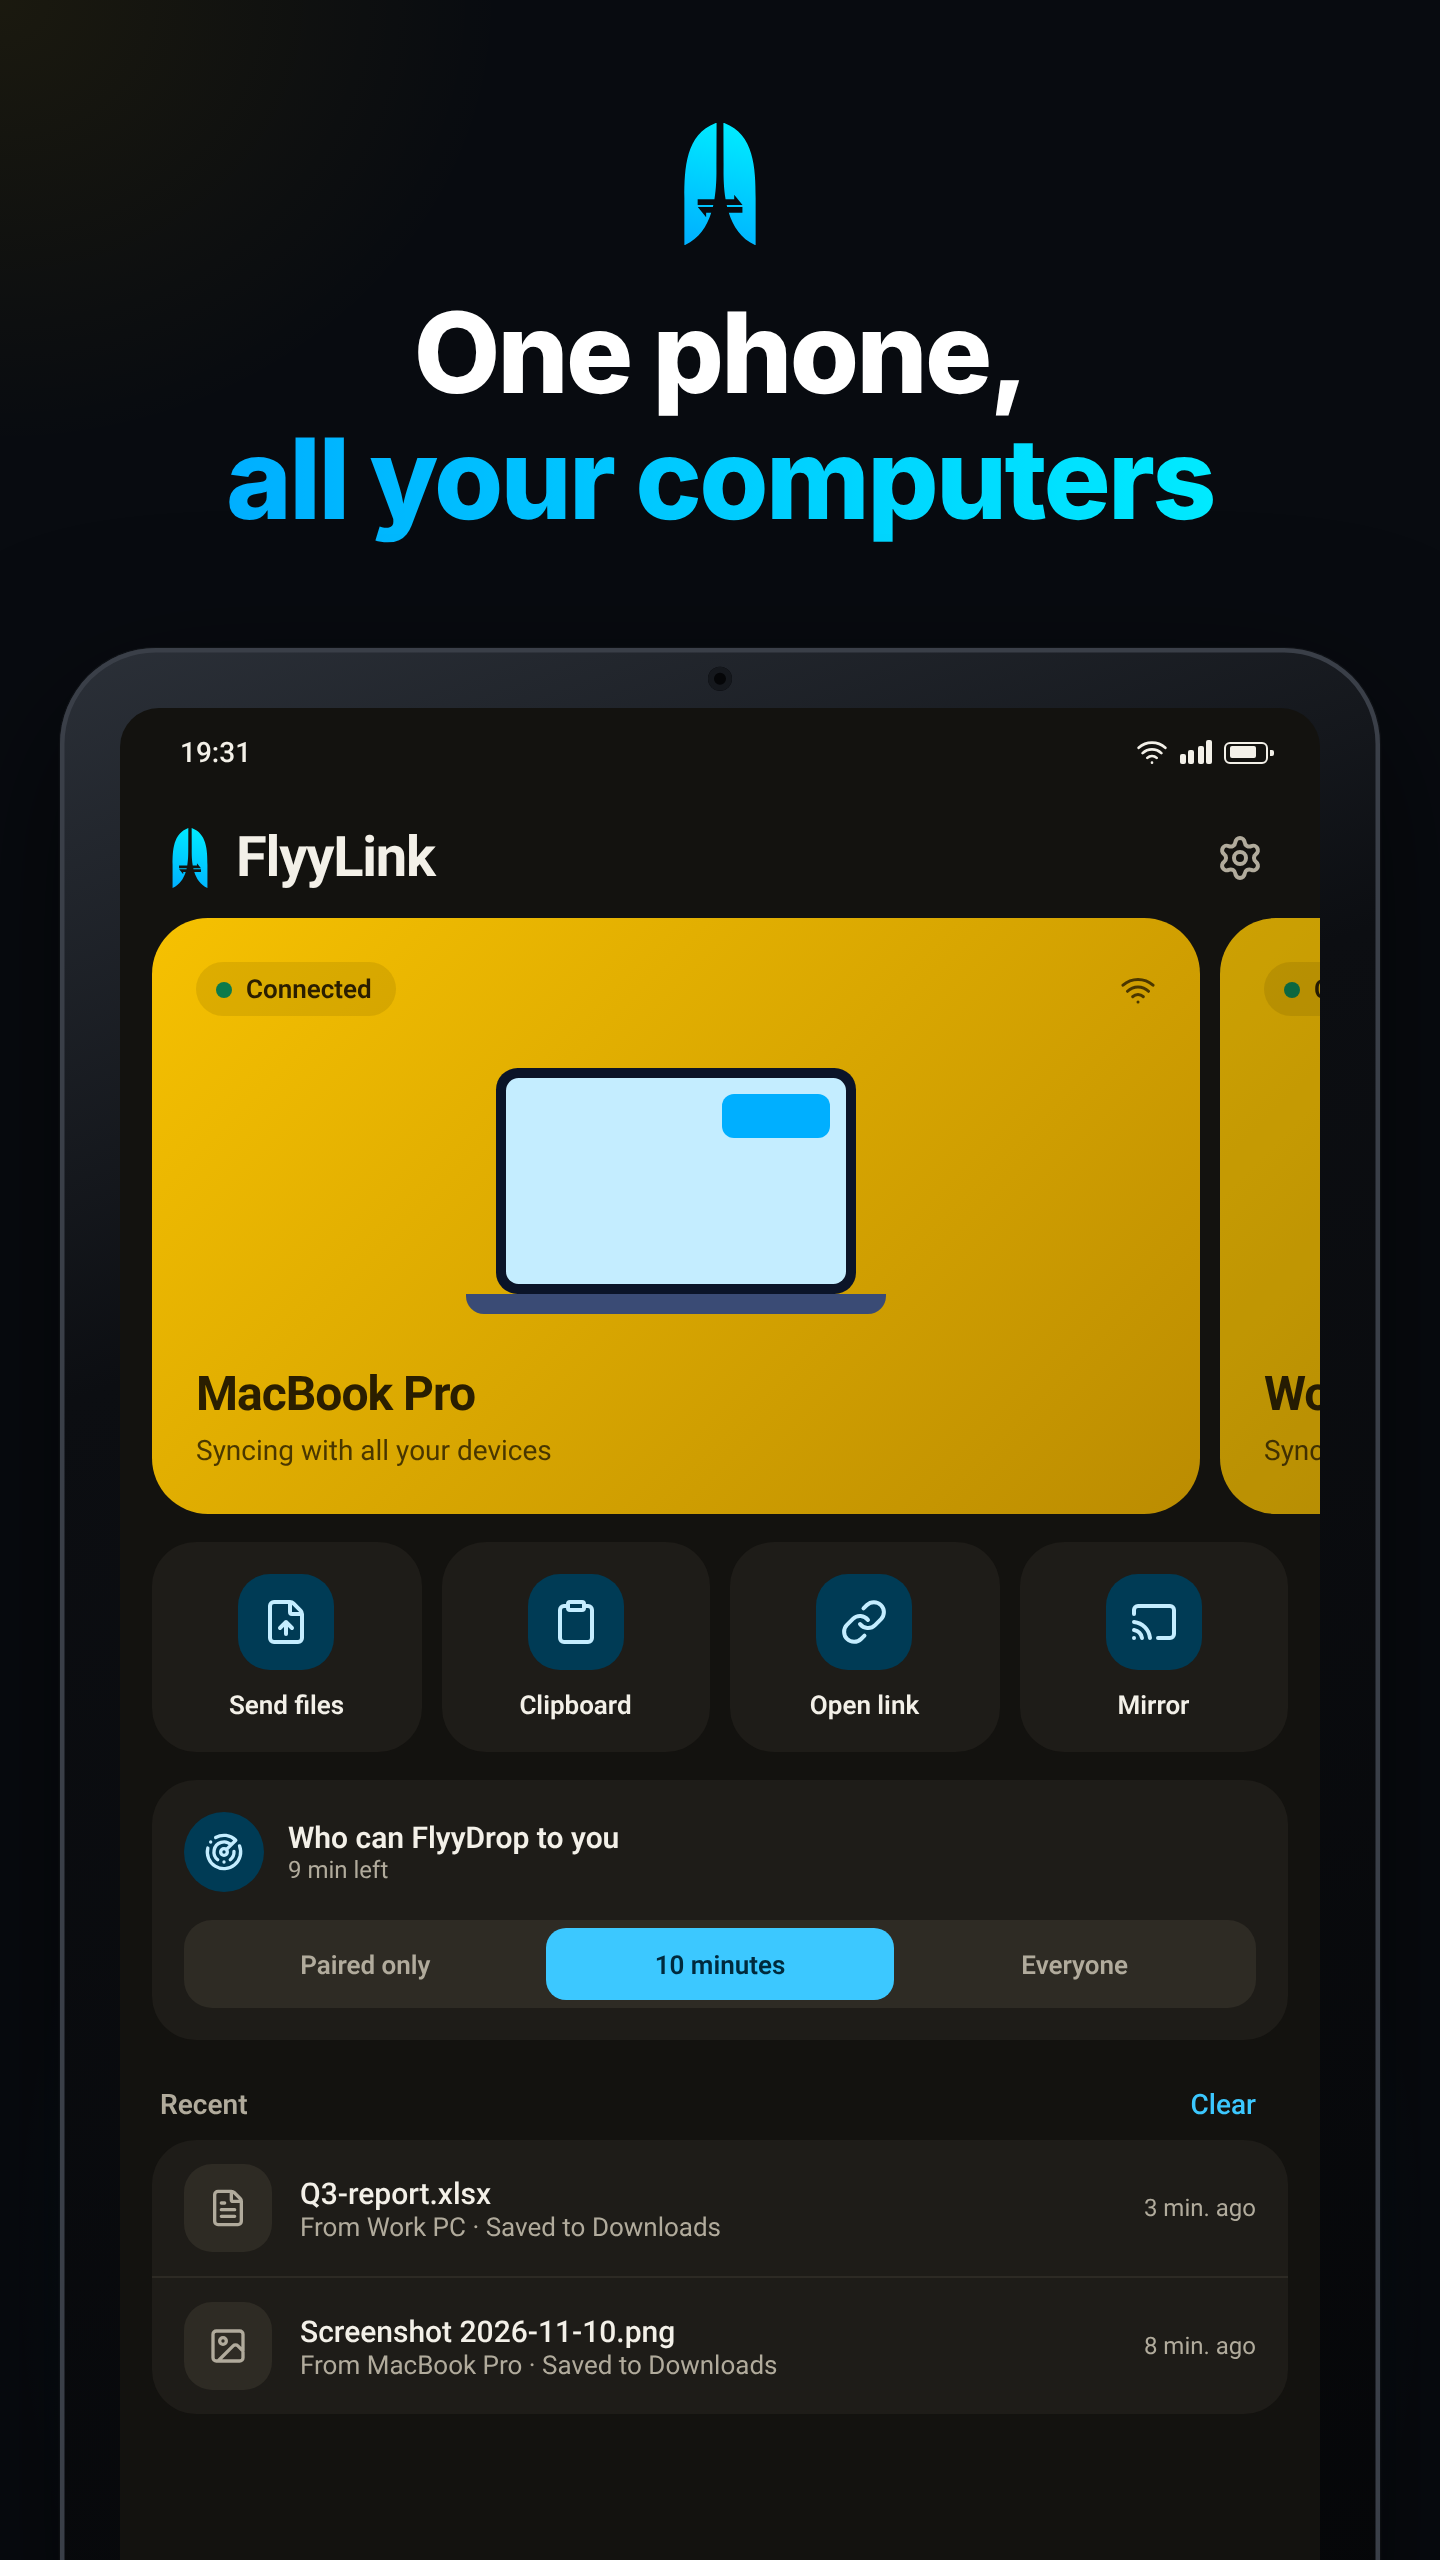 One phone,
all your computers
19:31
FlyyLink
Connected
MacBook Pro
Syncing with all your devices
Send files
Clipboard
Open link
Mirror
Who can FlyyDrop to you
9 min left
Paired only
10 minutes
Everyone
Recent
Clear
Q3-report.xlsx
From Work PC · Saved to Downloads
3 min. ago
Screenshot 2026-11-10.png
From MacBook Pro · Saved to Downloads
8 min. ago